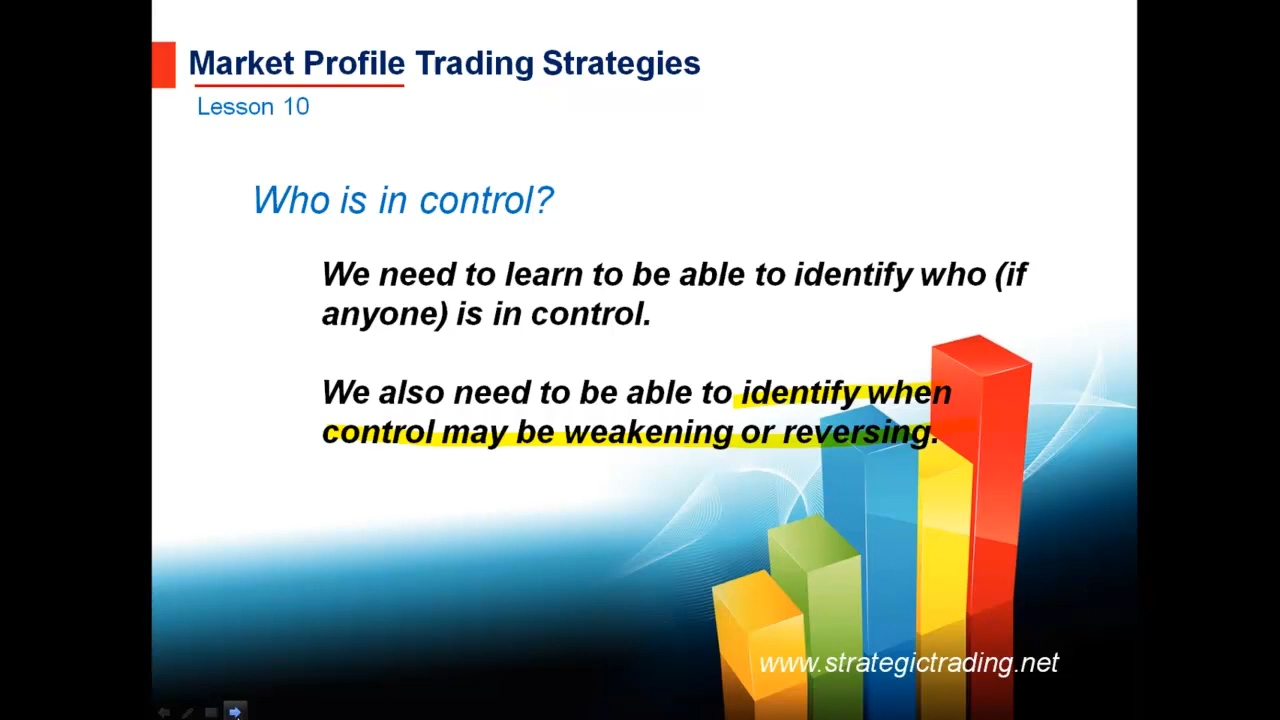 Market Profile Trading Strategies
Lesson 10
Who is in control?
We need to learn to be able to identify who (if
anyone) is in control.
We also need to be able to identify when
control may be weakening or reversing.
www.strategictrading.net